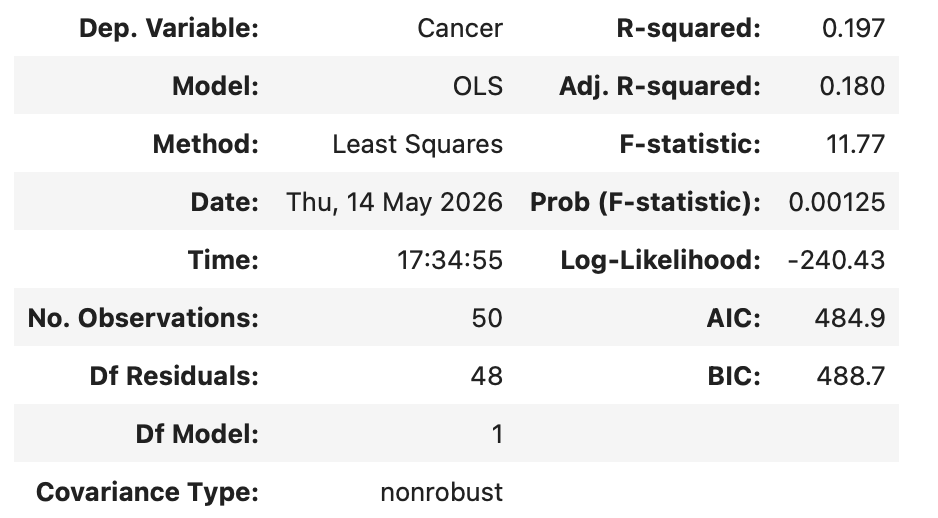 Dep. Variable: Cancer R-squared: 0.197
Model: OLS Adj. R-squared: 0.180
Method: Least Squares F-statistic: 11.77
Date: Thu, 14 May 2026 Prob (F-statistic): 0.00125
Time: 17:34:55 Log-Likelihood: -240.43
No. Observations: 50 AIC: 484.9
Df Residuals: 48 BIC: 488.7
Df Model: 1
Covariance Type: nonrobust